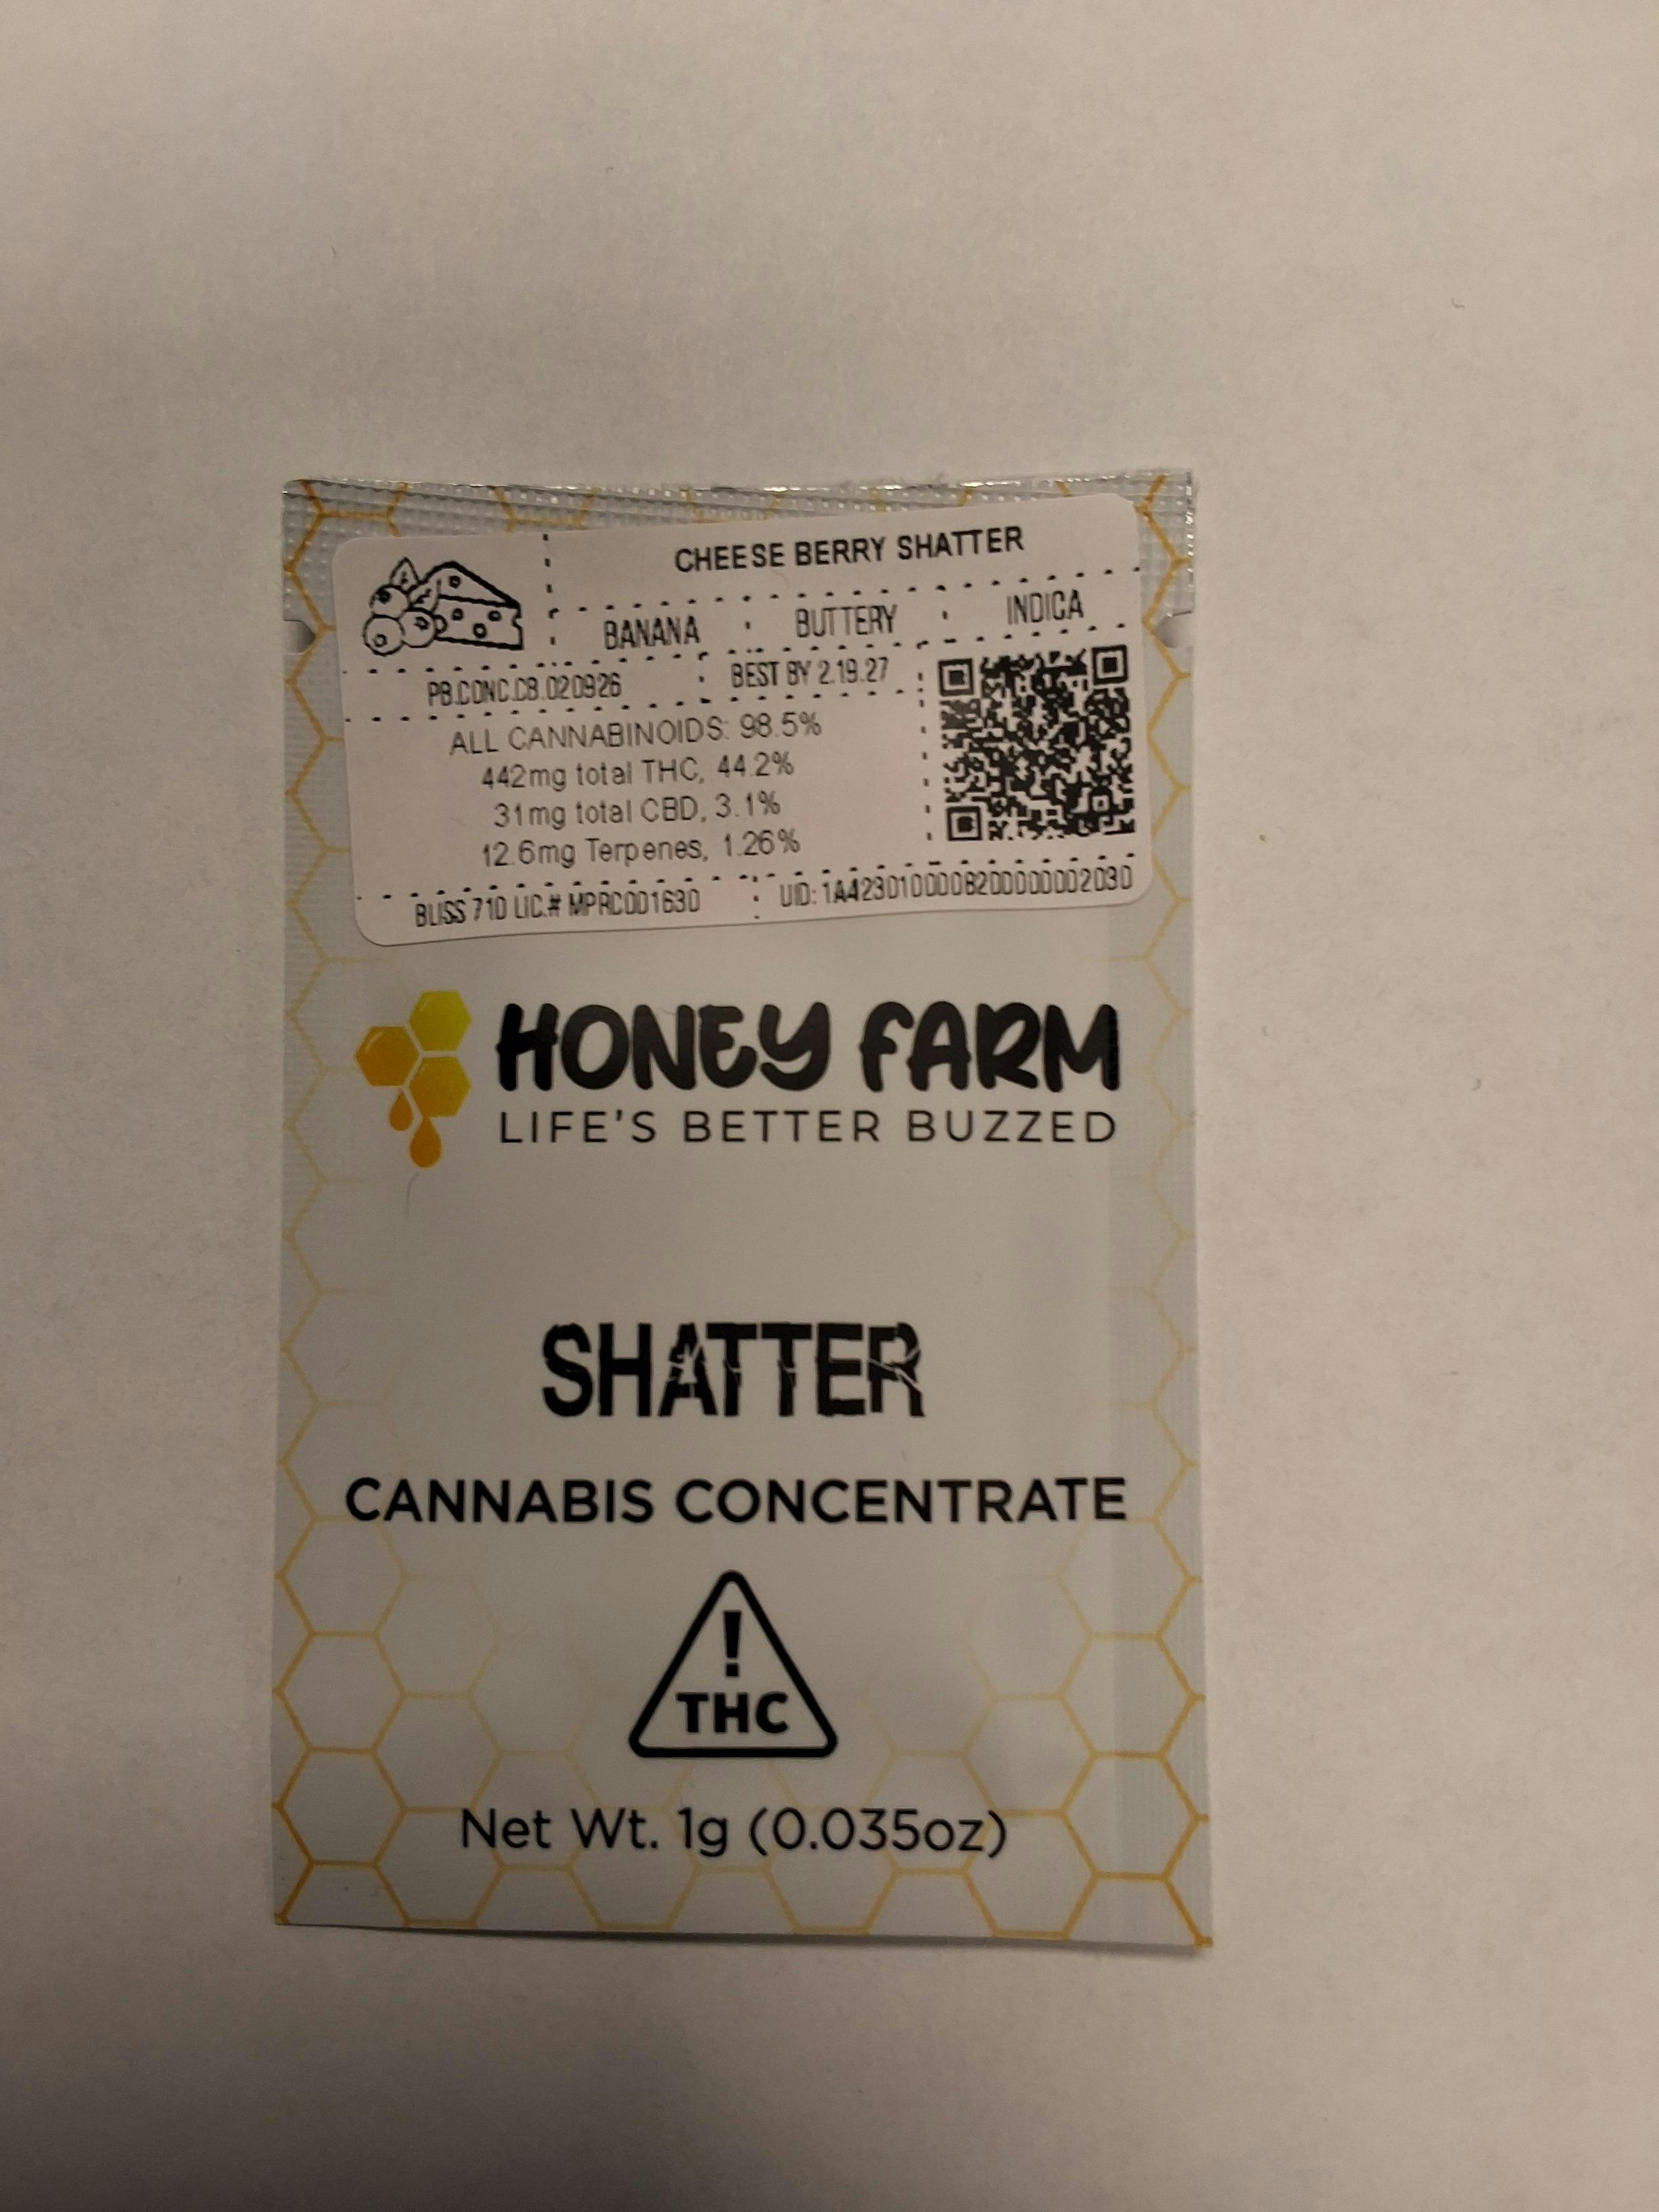 CHEESE BERRY SHATTER
BANANA BUTTERY INDICA
PB.CONC.CB.020926 BEST BY 2.19.27
ALL CANNABINOIDS: 98.5%
442mg total THC, 44.2%
31mg total CBD, 3.1%
12.6mg Terpenes, 1.26%
BLISS 710 LIC.# MPRC001630 UID: 1A4230100008200000002030
HONEY FARM
LIFE'S BETTER BUZZED
SHATTER
CANNABIS CONCENTRATE
!
THC
Net Wt. 1g (0.035oz)